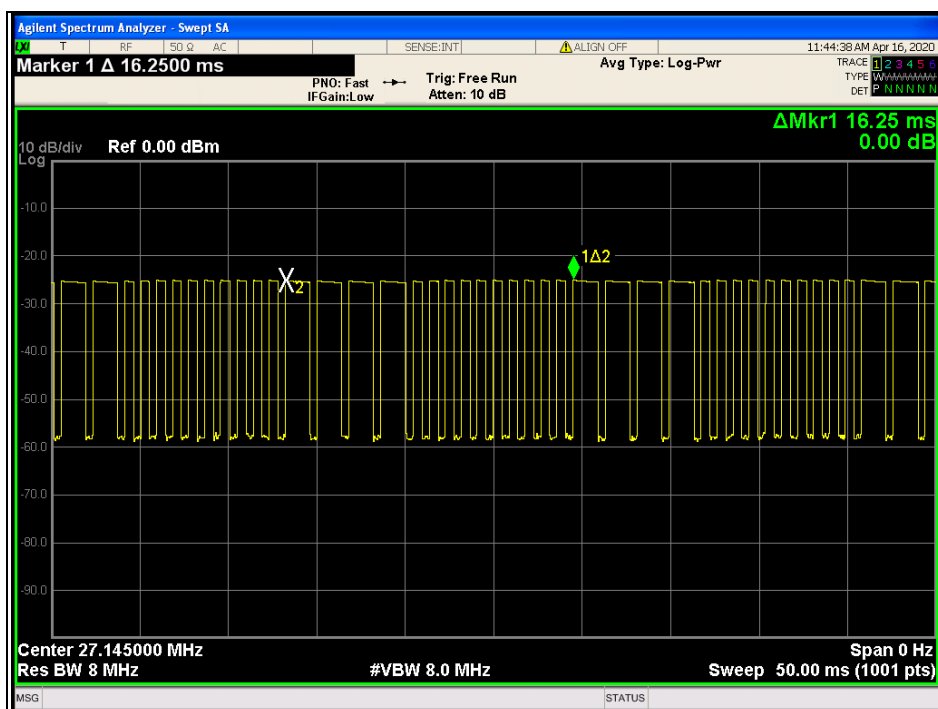 Agilent Spectrum Analyzer - Swept SA
LXI T RF 50 Ω AC SENSE:INT ALIGN OFF 11:44:38 AM Apr 16, 2020
Marker 1 Δ 16.2500 ms
PNO: Fast
IFGain:Low
Trig: Free Run
Atten: 10 dB
Avg Type: Log-Pwr
TRACE 1 2 3 4 5 6
TYPE WWWWWW
DET P N N N N N
ΔMkr1 16.25 ms
0.00 dB
10 dB/div Ref 0.00 dBm
Log
-10.0
-20.0
1Δ2
X2
-30.0
-40.0
-50.0
-60.0
-70.0
-80.0
-90.0
Center 27.145000 MHz Span 0 Hz
Res BW 8 MHz #VBW 8.0 MHz Sweep 50.00 ms (1001 pts)
MSG STATUS